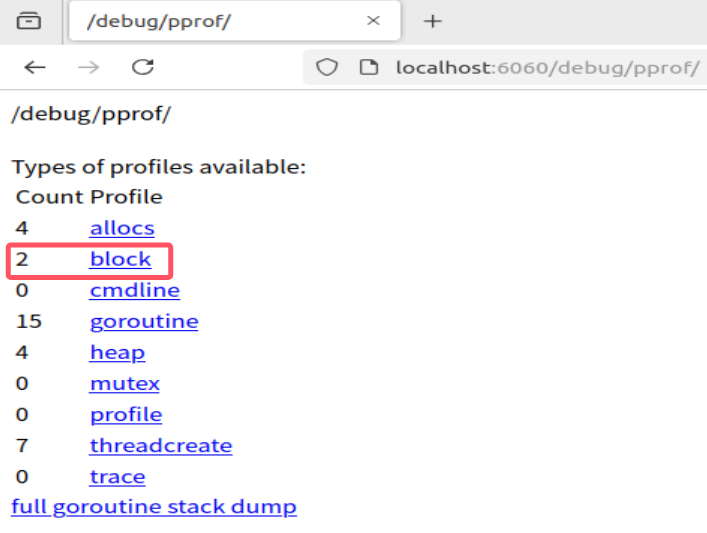 /debug/pprof/
localhost:6060/debug/pprof/
/debug/pprof/
Types of profiles available:
Count Profile
4 allocs
2 block
0 cmdline
15 goroutine
4 heap
0 mutex
0 profile
7 threadcreate
0 trace
full goroutine stack dump